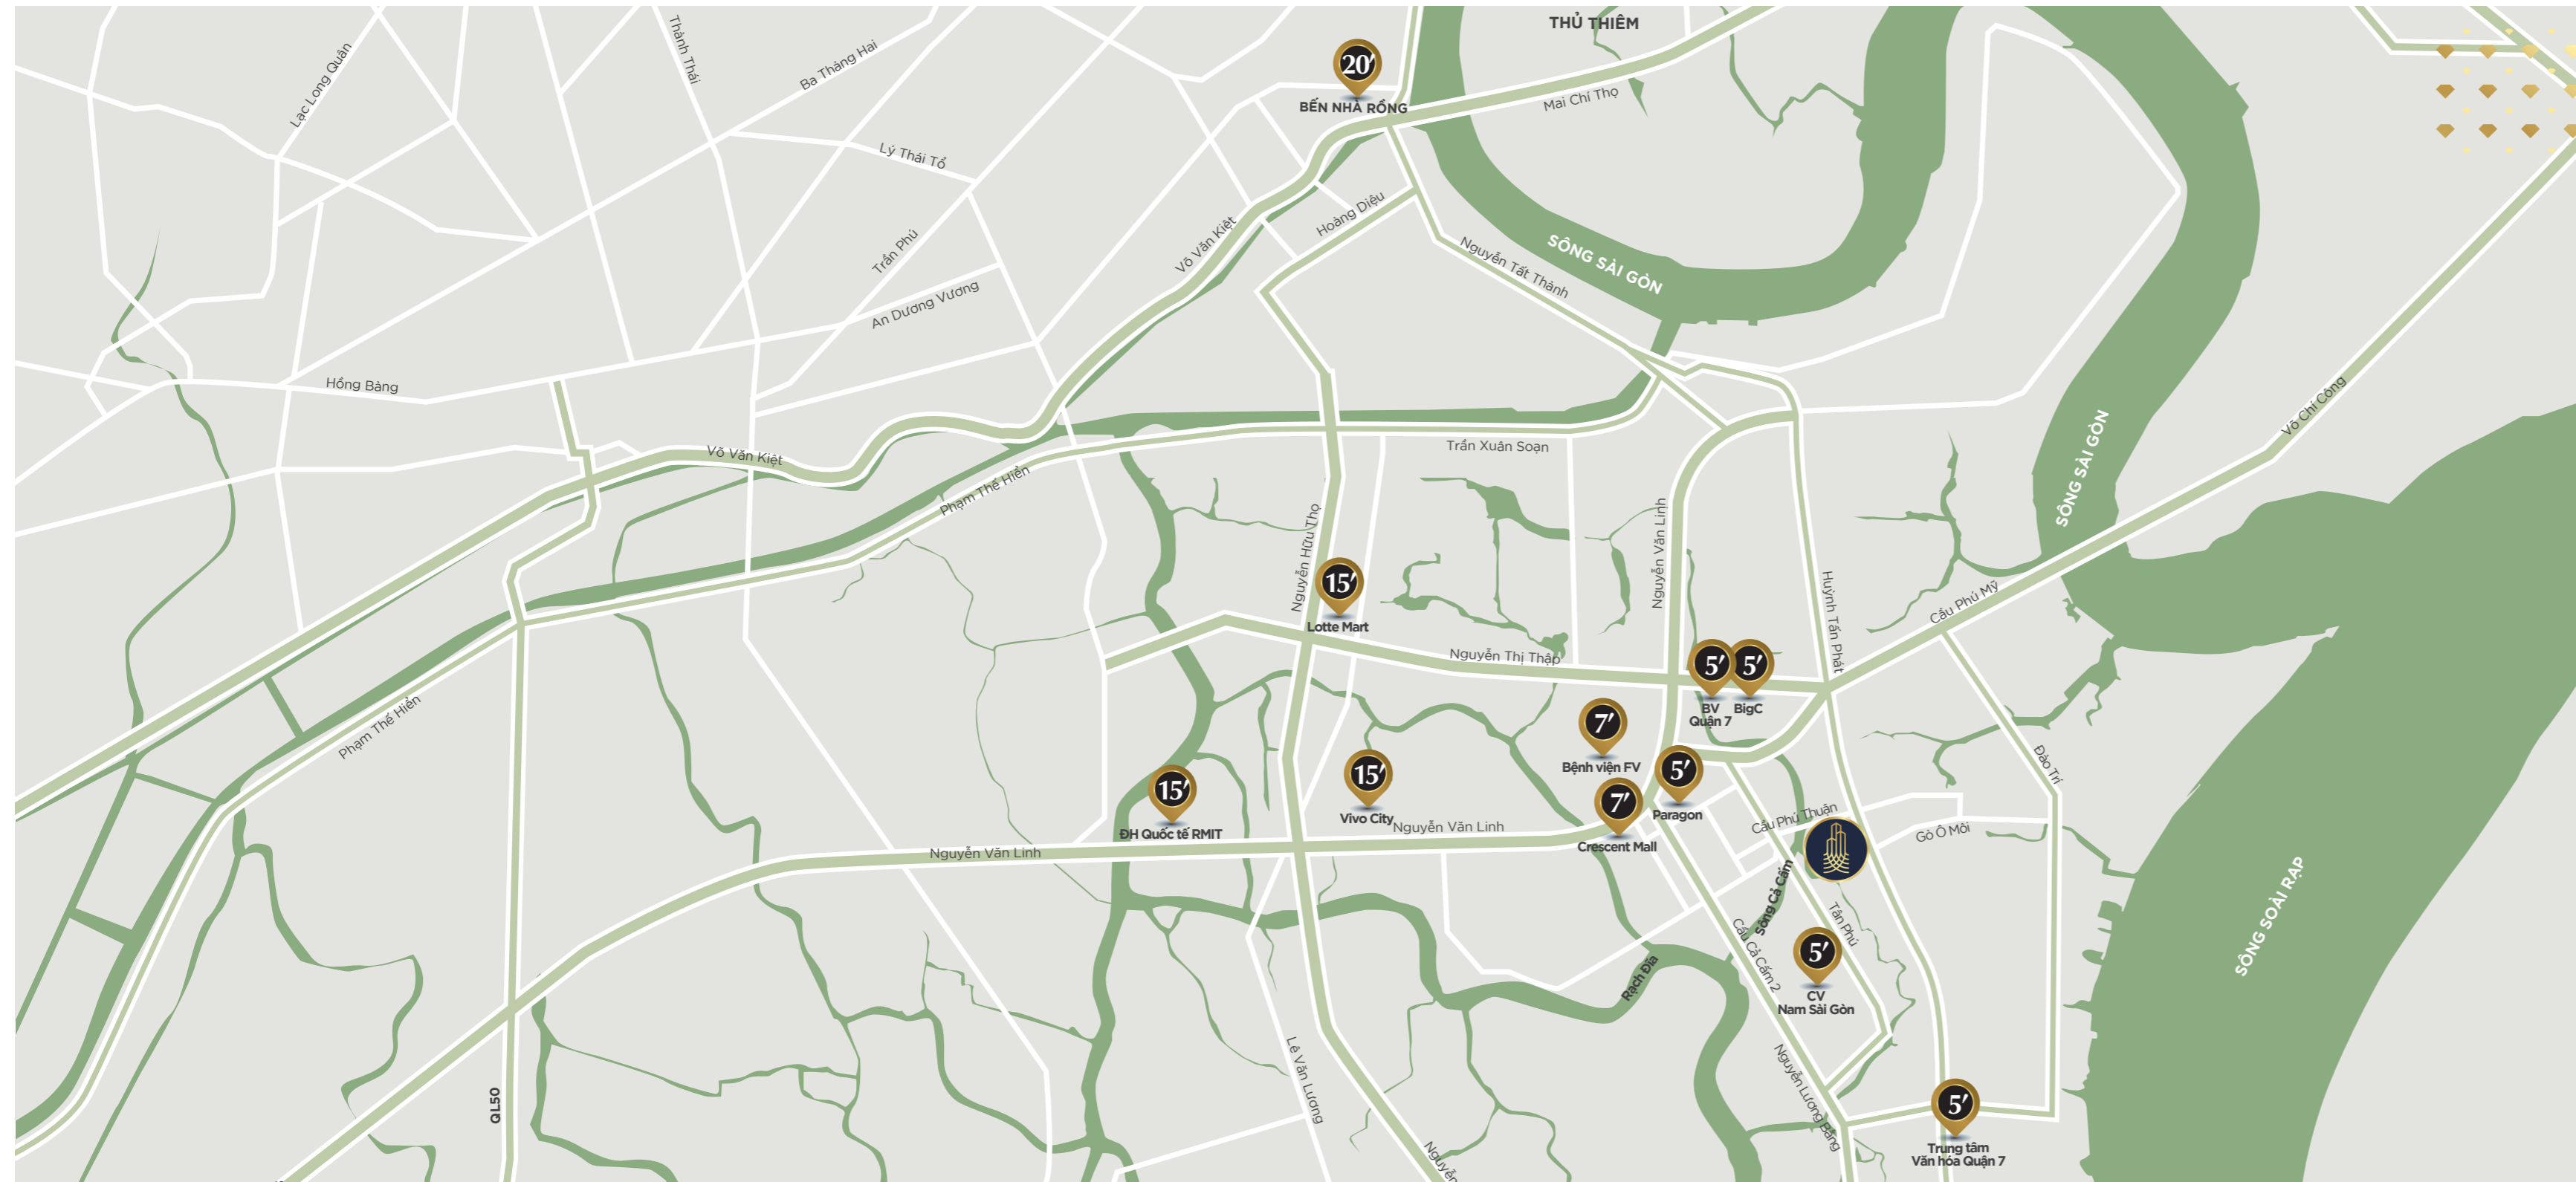 THỦ THIÊM
Thành Thái
Ba Tháng Hai
Lạc Long Quân
20'
BẾN NHÀ RỒNG
Mai Chí Thọ
Lý Thái Tổ
Hoàng Diệu
Trần Phú
Võ Văn Kiệt
Nguyễn Tất Thành
SÔNG SÀI GÒN
An Dương Vương
Hồng Bàng
Võ Chí Công
SÔNG SÀI GÒN
Trần Xuân Soạn
Võ Văn Kiệt
Phạm Thế Hiển
Nguyễn Hữu Thọ
Nguyễn Văn Linh
15'
Lotte Mart
Huỳnh Tấn Phát
Cầu Phú Mỹ
Nguyễn Thị Thập
5'
5'
BV
Quận 7
BigC
Phạm Thế Hiển
7'
Bệnh viện FV
5'
Paragon
15'
ĐH Quốc tế RMIT
15'
Vivo City
7'
Crescent Mall
Đào Trí
Cầu Phú Thuận
Gò Ô Môi
Nguyễn Văn Linh
Nguyễn Văn Linh
Sông Cả Cấm
Tân Phú
Cầu Cả Cấm 2
SÔNG SOÀI RẠP
Rạch Đĩa
5'
CV
Nam Sài Gòn
Lê Văn Lương
Nguyễn Lương Bằng
QL50
5'
Trung tâm
Văn hóa Quận 7
Nguyễn